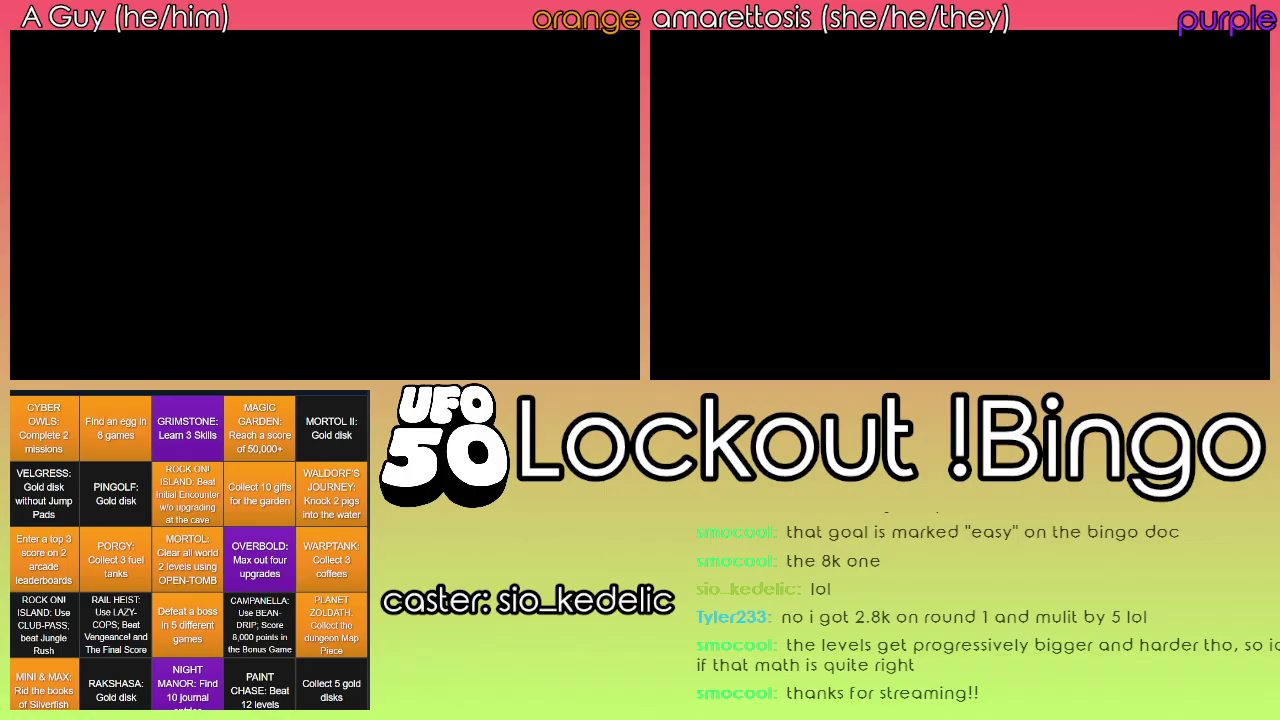 A Guy (he/him)
orange
amarettosis (she/he/they)
purple
CYBER
OWLS:
Complete 2
missions
Find an egg in
8 games
GRIMSTONE:
Learn 3 Skills
MAGIC
GARDEN:
Reach a score
of 50,000+
MORTOL II:
Gold disk
VELGRESS:
Gold disk
without Jump
Pads
PINGOLF:
Gold disk
ROCK ON!
ISLAND: Beat
Initial Encounter
w/o upgrading
at the cave
Collect 10 gifts
for the garden
WALDORF'S
JOURNEY:
Knock 2 pigs
into the water
Enter a top 3
score on 2
arcade
leaderboards
PORGY:
Collect 3 fuel
tanks
MORTOL:
Clear all world
2 levels using
OPEN-TOMB
OVERBOLD:
Max out four
upgrades
WARPTANK:
Collect 3
coffees
ROCK ON!
ISLAND: Use
CLUB-PASS;
beat Jungle
Rush
RAIL HEIST:
Use LAZY-
COPS; Beat
Vengeance! and
The Final Score
Defeat a boss
in 5 different
games
CAMPANELLA:
Use BEAN-
DRIP; Score
8,000 points in
the Bonus Game
PLANET
ZOLDATH:
Collect the
dungeon Map
Piece
MINI & MAX:
Rid the books
of Silverfish
RAKSHASA:
Gold disk
NIGHT
MANOR: Find
10 journal
PAINT
CHASE: Beat
12 levels
Collect 5 gold
disks
UFO
50
Lockout !Bingo
caster: sio_kedelic
smocool: that goal is marked "easy" on the bingo doc
smocool: the 8k one
sio_kedelic: lol
Tyler233: no i got 2.8k on round 1 and mulit by 5 lol
smocool: the levels get progressively bigger and harder tho, so
if that math is quite right
smocool: thanks for streaming!!